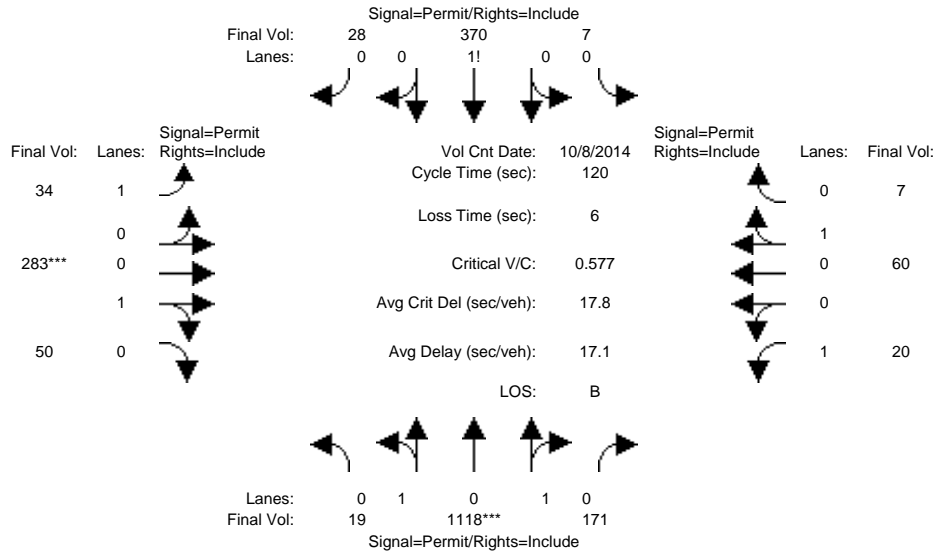 Signal=Permit/Rights=Include
Final Vol: 28 370 7
Lanes: 0 0 1! 0 0
Signal=Permit Signal=Permit
Final Vol: Lanes: Rights=Include Vol Cnt Date: 10/8/2014 Rights=Include Lanes: Final Vol:
Cycle Time (sec): 120
34 1 0 7
Loss Time (sec): 6
0 1
283*** 0 Critical V/C: 0.577 0 60
1 Avg Crit Del (sec/veh): 17.8 0
50 0 Avg Delay (sec/veh): 17.1 1 20
LOS: B
Lanes: 0 1 0 1 0
Final Vol: 19 1118*** 171
Signal=Permit/Rights=Include